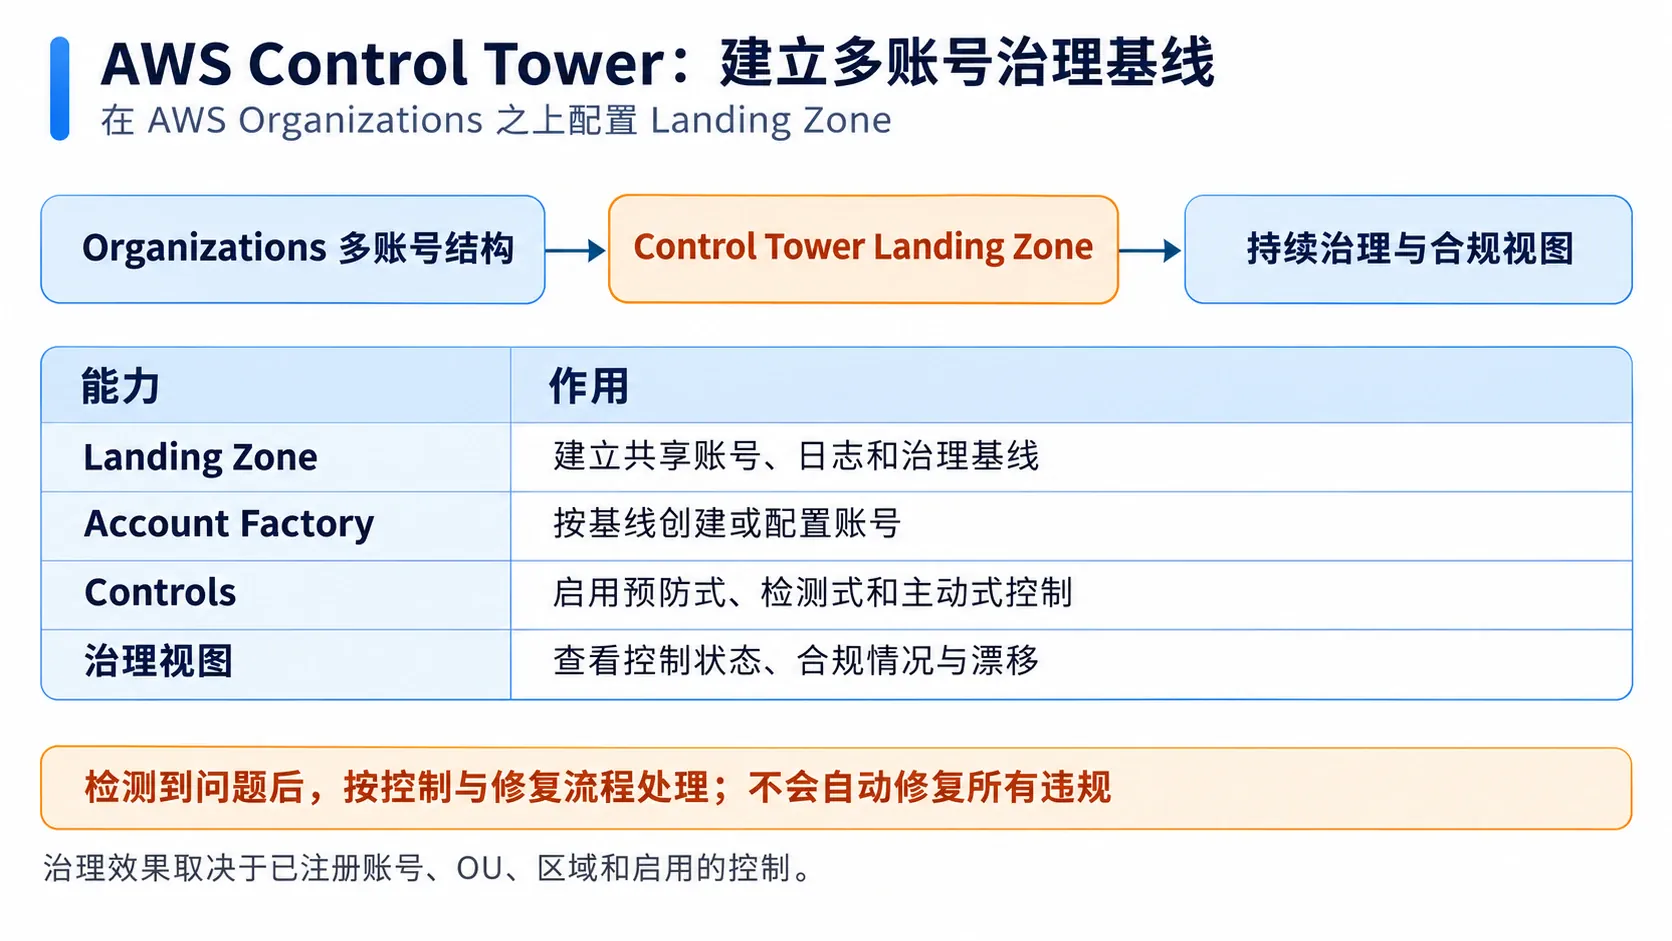 AWS Control Tower：建立多账号治理基线
在 AWS Organizations 之上配置 Landing Zone
Organizations 多账号结构
Control Tower Landing Zone
持续治理与合规视图
能力
作用
Landing Zone
建立共享账号、日志和治理基线
Account Factory
按基线创建或配置账号
Controls
启用预防式、检测式和主动式控制
治理视图
查看控制状态、合规情况与漂移
检测到问题后，按控制与修复流程处理；不会自动修复所有违规
治理效果取决于已注册账号、OU、区域和启用的控制。